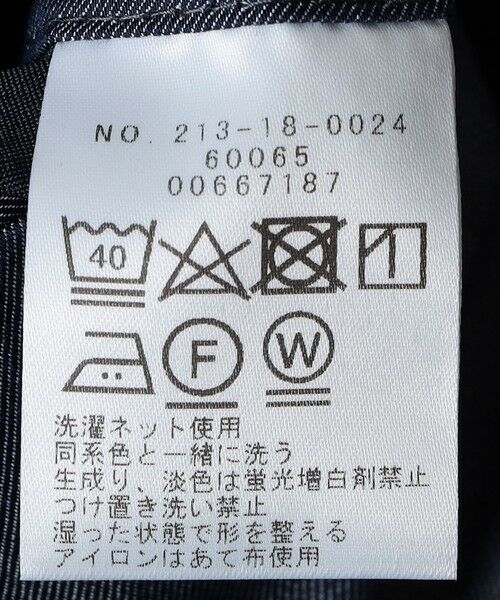 NO. 213-18-0024
60065
00667187
40
F W
洗濯ネット使用
同系色と一緒に洗う
生成り、淡色は蛍光増白剤禁止
つけ置き洗い禁止
湿った状態で形を整える
アイロンはあて布使用